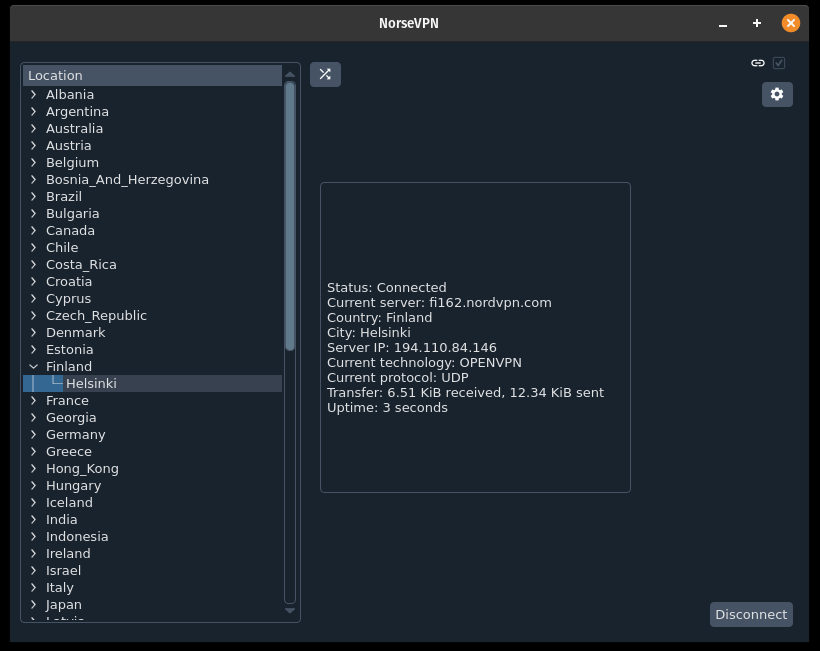 NorseVPN
Location
Albania
Argentina
Australia
Austria
Belgium
Bosnia_And_Herzegovina
Brazil
Bulgaria
Canada
Chile
Costa_Rica
Croatia
Cyprus
Czech_Republic
Denmark
Estonia
Finland
Helsinki
France
Georgia
Germany
Greece
Hong_Kong
Hungary
Iceland
India
Indonesia
Ireland
Israel
Italy
Japan
Status: Connected
Current server: fi162.nordvpn.com
Country: Finland
City: Helsinki
Server IP: 194.110.84.146
Current technology: OPENVPN
Current protocol: UDP
Transfer: 6.51 KiB received, 12.34 KiB sent
Uptime: 3 seconds
Disconnect